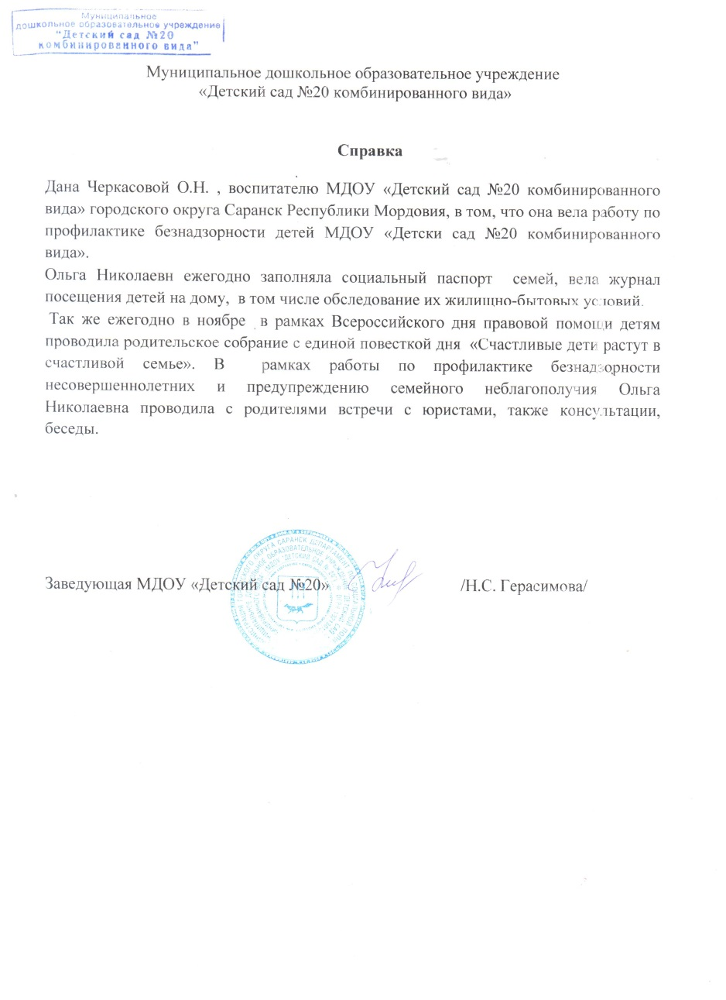 Муниципальное
дошкольное образовательное учреждение
"Детский сад №20
комбинированного вида"
Муниципальное дошкольное образовательное учреждение
«Детский сад №20 комбинированного вида»
Справка
Дана Черкасовой О.Н. , воспитателю МДОУ «Детский сад №20 комбинированного
вида» городского округа Саранск Республики Мордовия, в том, что она вела работу по
профилактике безнадзорности детей МДОУ «Детски сад №20 комбинированного
вида».
Ольга Николаевн ежегодно заполняла социальный паспорт семей, вела журнал
посещения детей на дому, в том числе обследование их жилищно-бытовых условий.
Так же ежегодно в ноябре в рамках Всероссийского дня правовой помощи детям
проводила родительское собрание с единой повесткой дня «Счастливые дети растут в
счастливой семье». В рамках работы по профилактике безнадзорности
несовершеннолетних и предупреждению семейного неблагополучия Ольга
Николаевна проводила с родителями встречи с юристами, также консультации,
беседы.
Заведующая МДОУ «Детский сад №20» /Н.С. Герасимова/